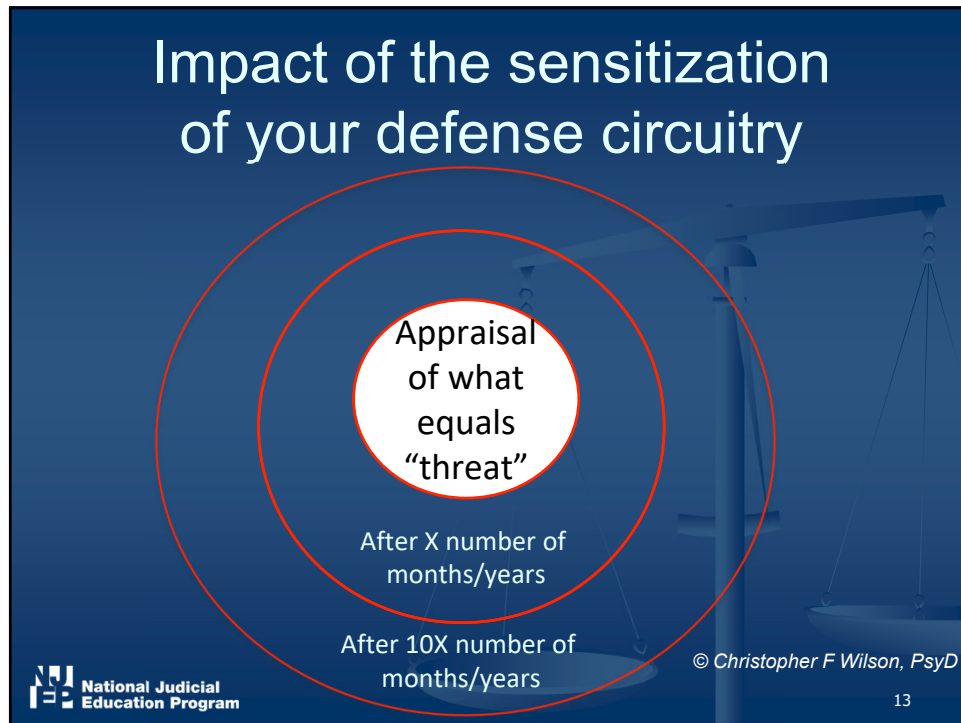 Impact of the sensitization
of your defense circuitry
Appraisal
of what
equals
“threat”
After X number of
months/years
After 10X number of
months/years
© Christopher F Wilson, PsyD
NJEP
National Judicial
Education Program
13